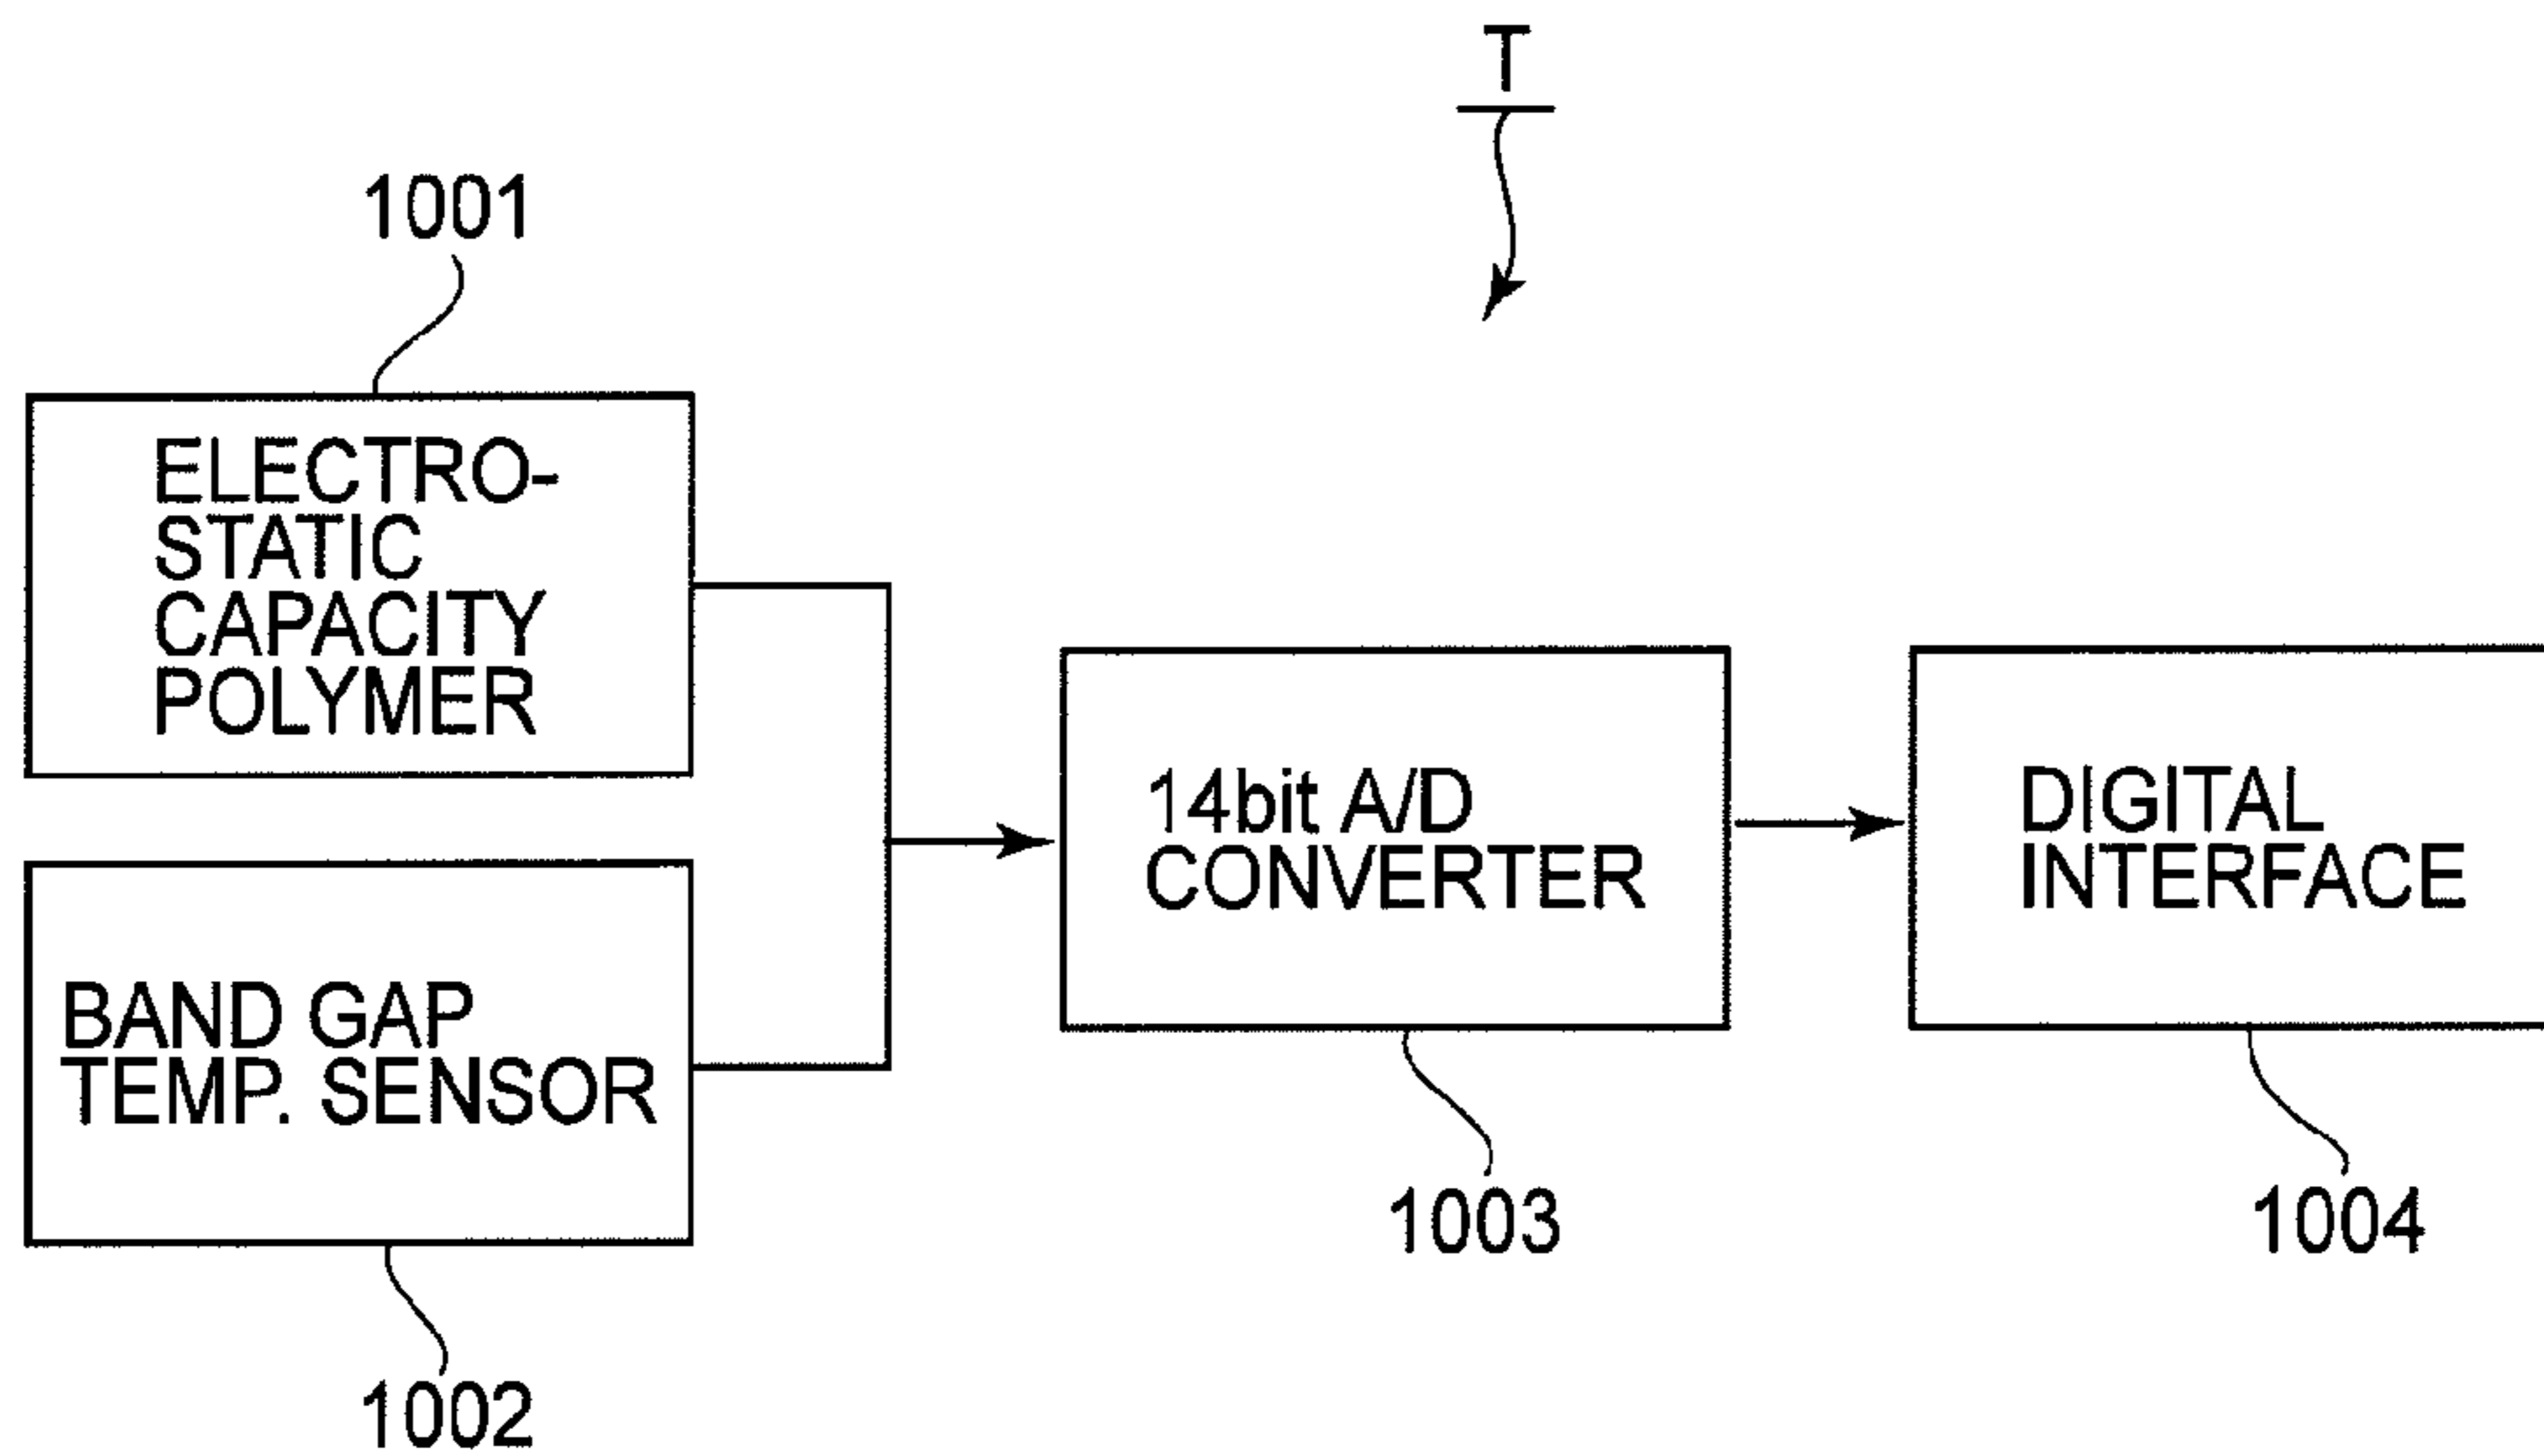 T
1001
ELECTRO-
STATIC
CAPACITY
POLYMER
14bit A/D
CONVERTER
DIGITAL
INTERFACE
BAND GAP
TEMP. SENSOR
1003
1004
1002